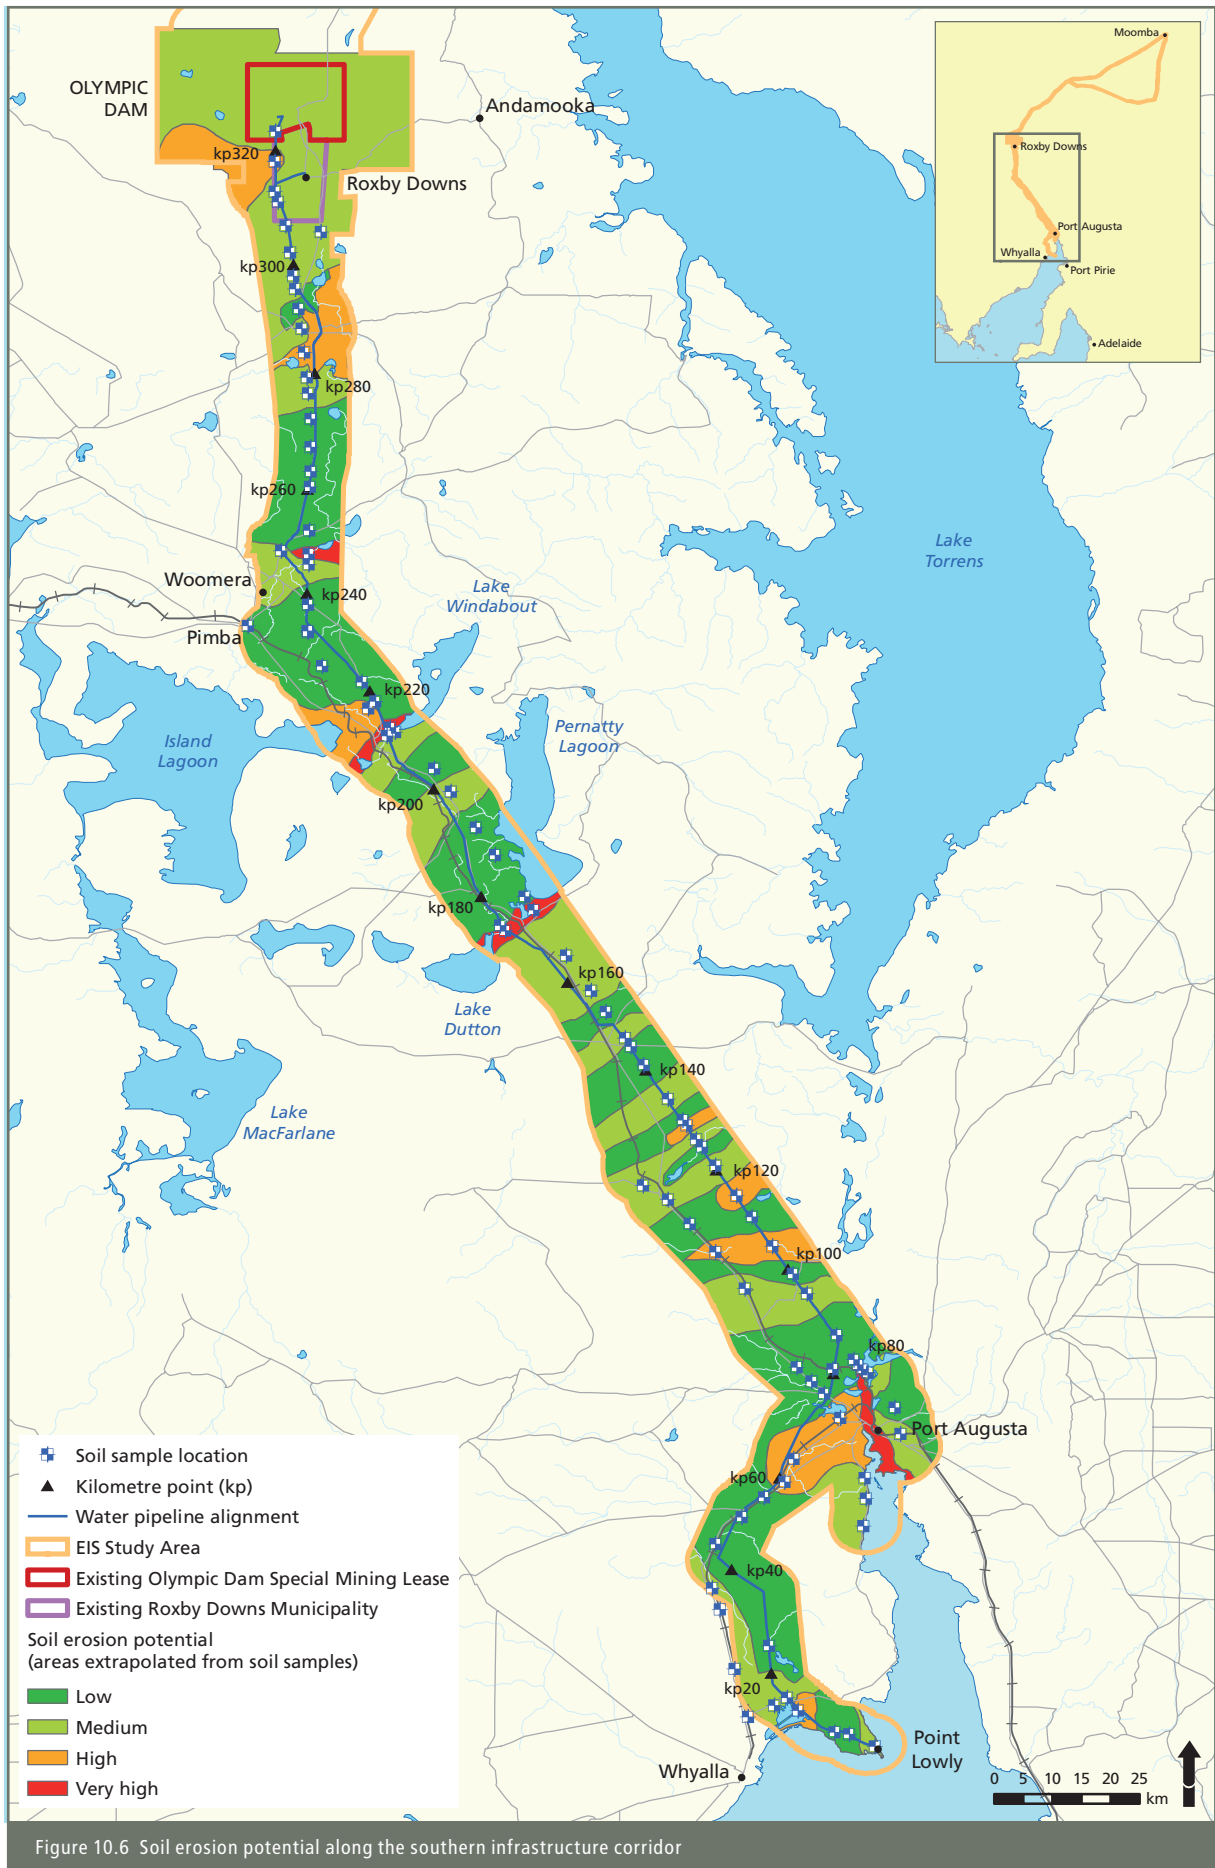 Moomba
Roxby Downs
Port Augusta
Whyalla
Port Pirie
Adelaide
OLYMPIC
DAM
Andamooka
kp320
Roxby Downs
kp300
kp280
kp260
Lake
Torrens
Woomera
kp240
Lake
Windabout
Pimba
kp220
Island
Lagoon
Pernatty
Lagoon
kp200
kp180
kp160
Lake
Dutton
kp140
Lake
MacFarlane
kp120
kp100
kp80
Port Augusta
kp60
kp40
kp20
Point
Lowly
Whyalla
Soil sample location
Kilometre point (kp)
Water pipeline alignment
EIS Study Area
Existing Olympic Dam Special Mining Lease
Existing Roxby Downs Municipality
Soil erosion potential
(areas extrapolated from soil samples)
Low
Medium
High
Very high
0 5 10 15 20 25
km
Figure 10.6 Soil erosion potential along the southern infrastructure corridor